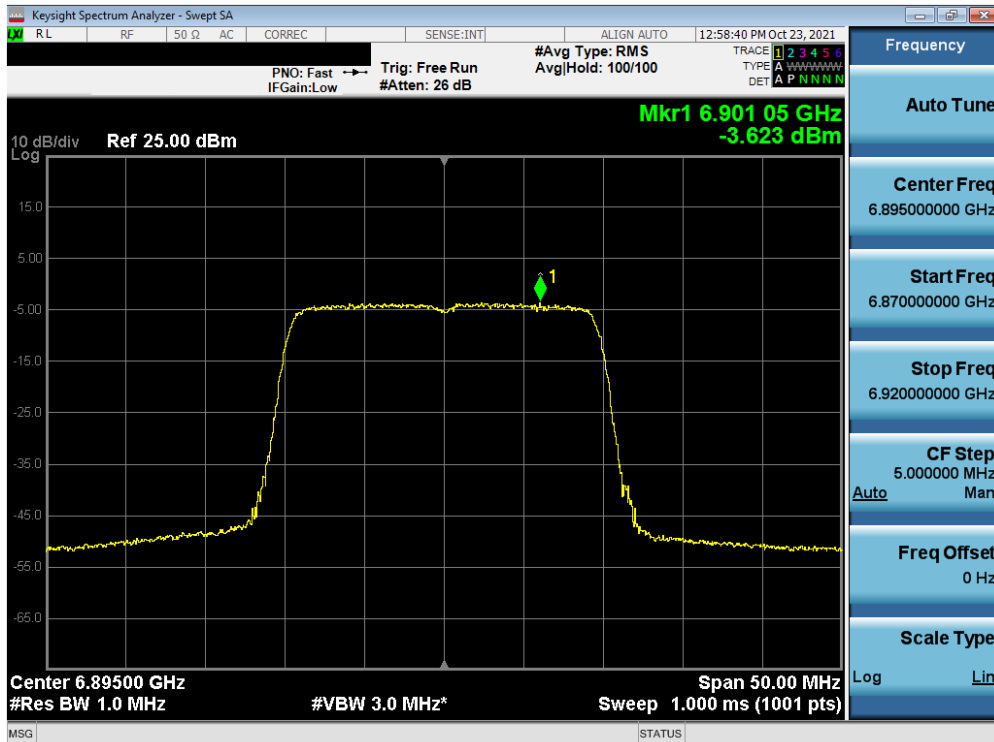 Keysight Spectrum Analyzer - Swept SA
LXI RL RF 50 Ω AC CORREC SENSE:INT ALIGN AUTO 12:58:40 PM Oct 23, 2021
PNO: Fast
IFGain:Low
Trig: Free Run
#Atten: 26 dB
#Avg Type: RMS
Avg|Hold: 100/100
TRACE 1 2 3 4 5 6
TYPE A WWWWW
DET A P N N N N
Mkr1 6.901 05 GHz
-3.623 dBm
10 dB/div Ref 25.00 dBm
Log
15.0
5.00
-5.00
-15.0
-25.0
-35.0
-45.0
-55.0
-65.0
1
Center 6.89500 GHz Span 50.00 MHz
#Res BW 1.0 MHz #VBW 3.0 MHz* Sweep 1.000 ms (1001 pts)
MSG STATUS
Frequency
Auto Tune
Center Freq
6.895000000 GHz
Start Freq
6.870000000 GHz
Stop Freq
6.920000000 GHz
CF Step
5.000000 MHz
Auto Man
Freq Offset
0 Hz
Scale Type
Log Lin